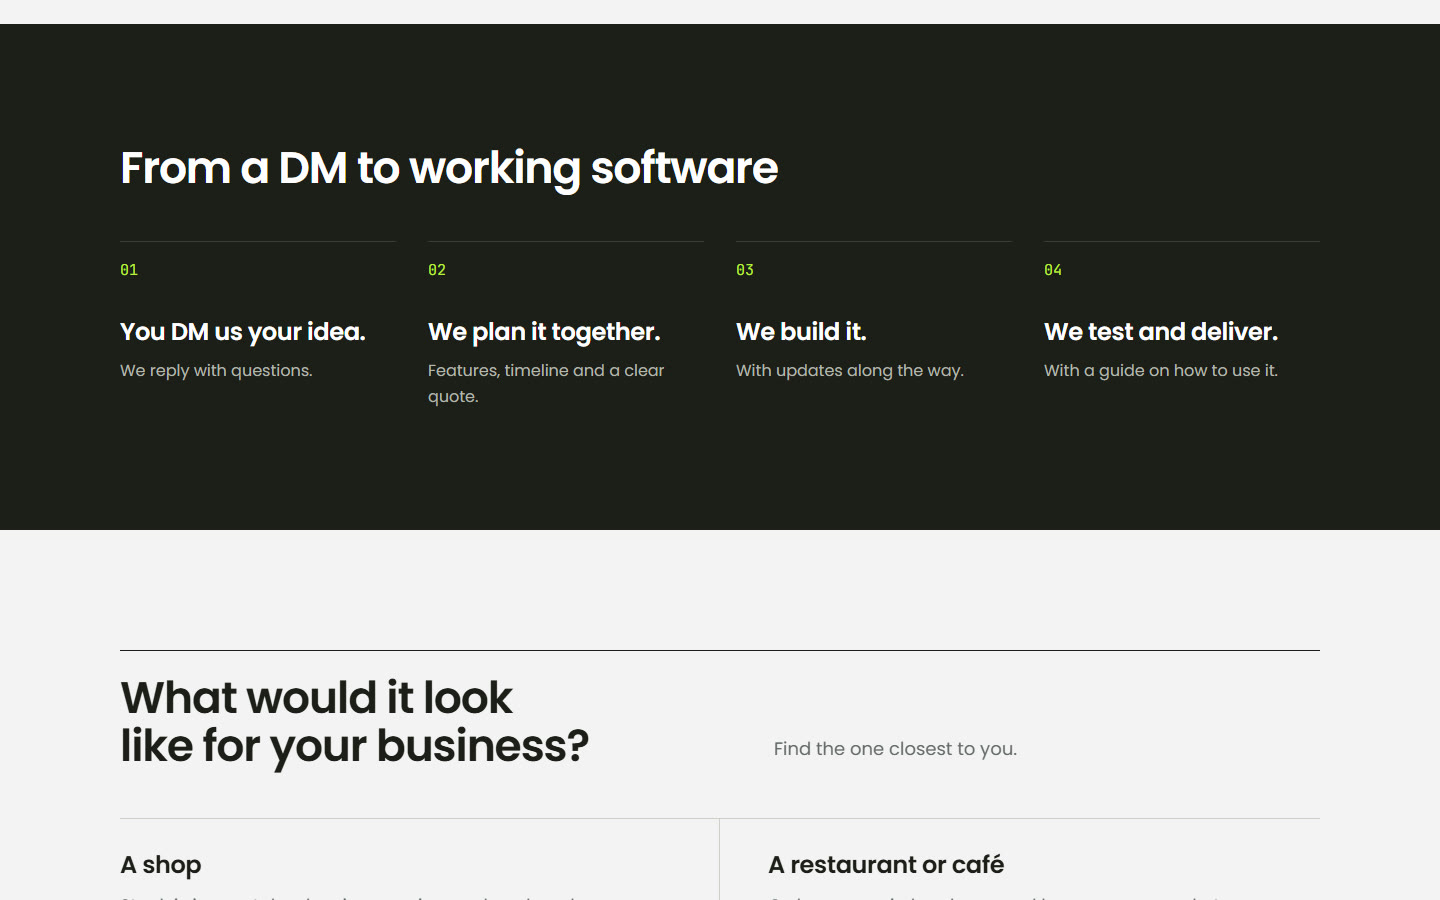 From a DM to working software
01
You DM us your idea.
We reply with questions.
02
We plan it together.
Features, timeline and a clear
quote.
03
We build it.
With updates along the way.
04
We test and deliver.
With a guide on how to use it.
What would it look
like for your business?
Find the one closest to you.
A shop
A restaurant or café